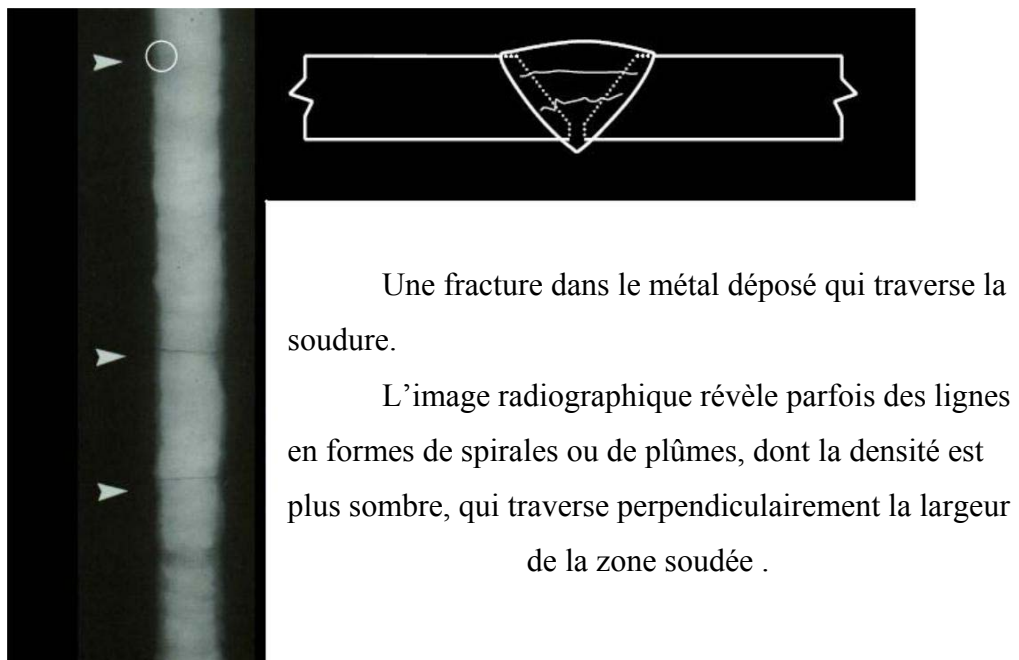 Une fracture dans le métal déposé qui traverse la
soudure.
L’image radiographique révèle parfois des lignes
en formes de spirales ou de plûmes, dont la densité est
plus sombre, qui traverse perpendiculairement la largeur
de la zone soudée .